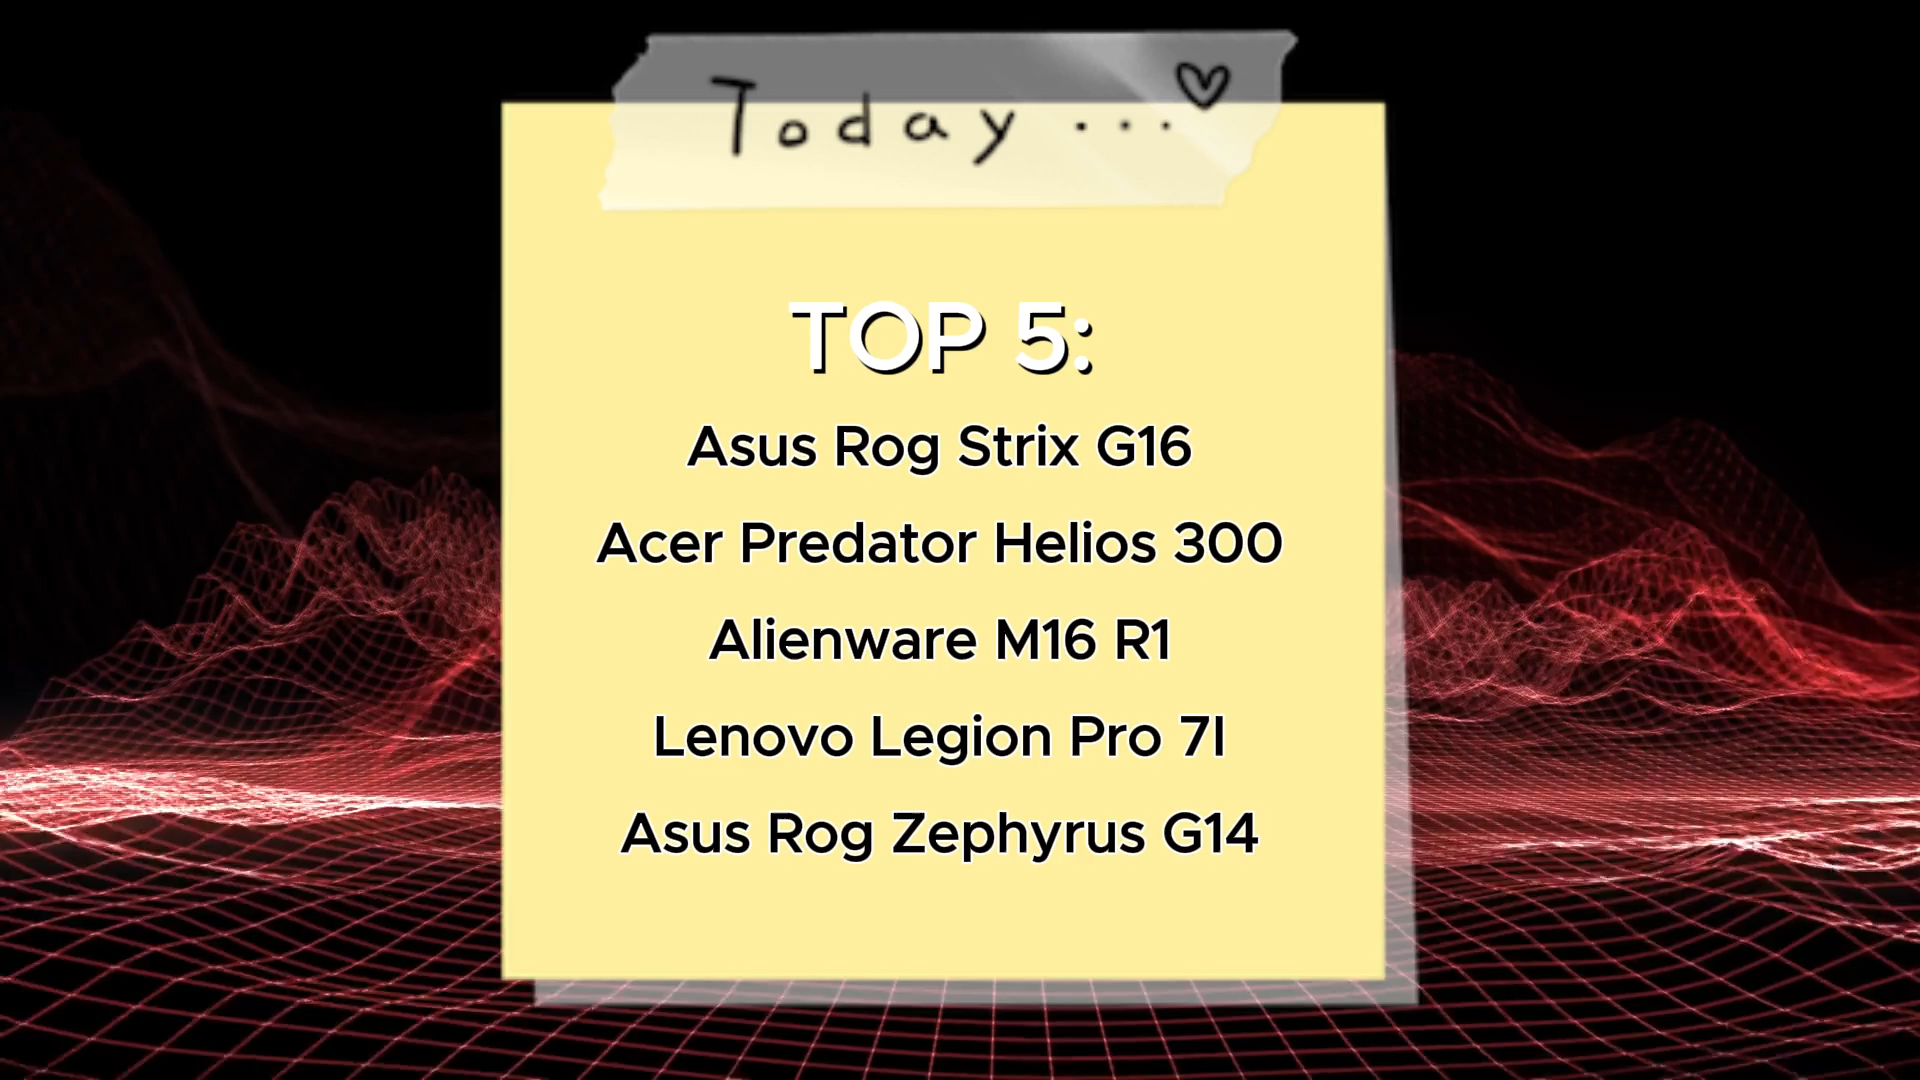 Today ...
TOP 5:
Asus Rog Strix G16
Acer Predator Helios 300
Alienware M16 R1
Lenovo Legion Pro 7I
Asus Rog Zephyrus G14